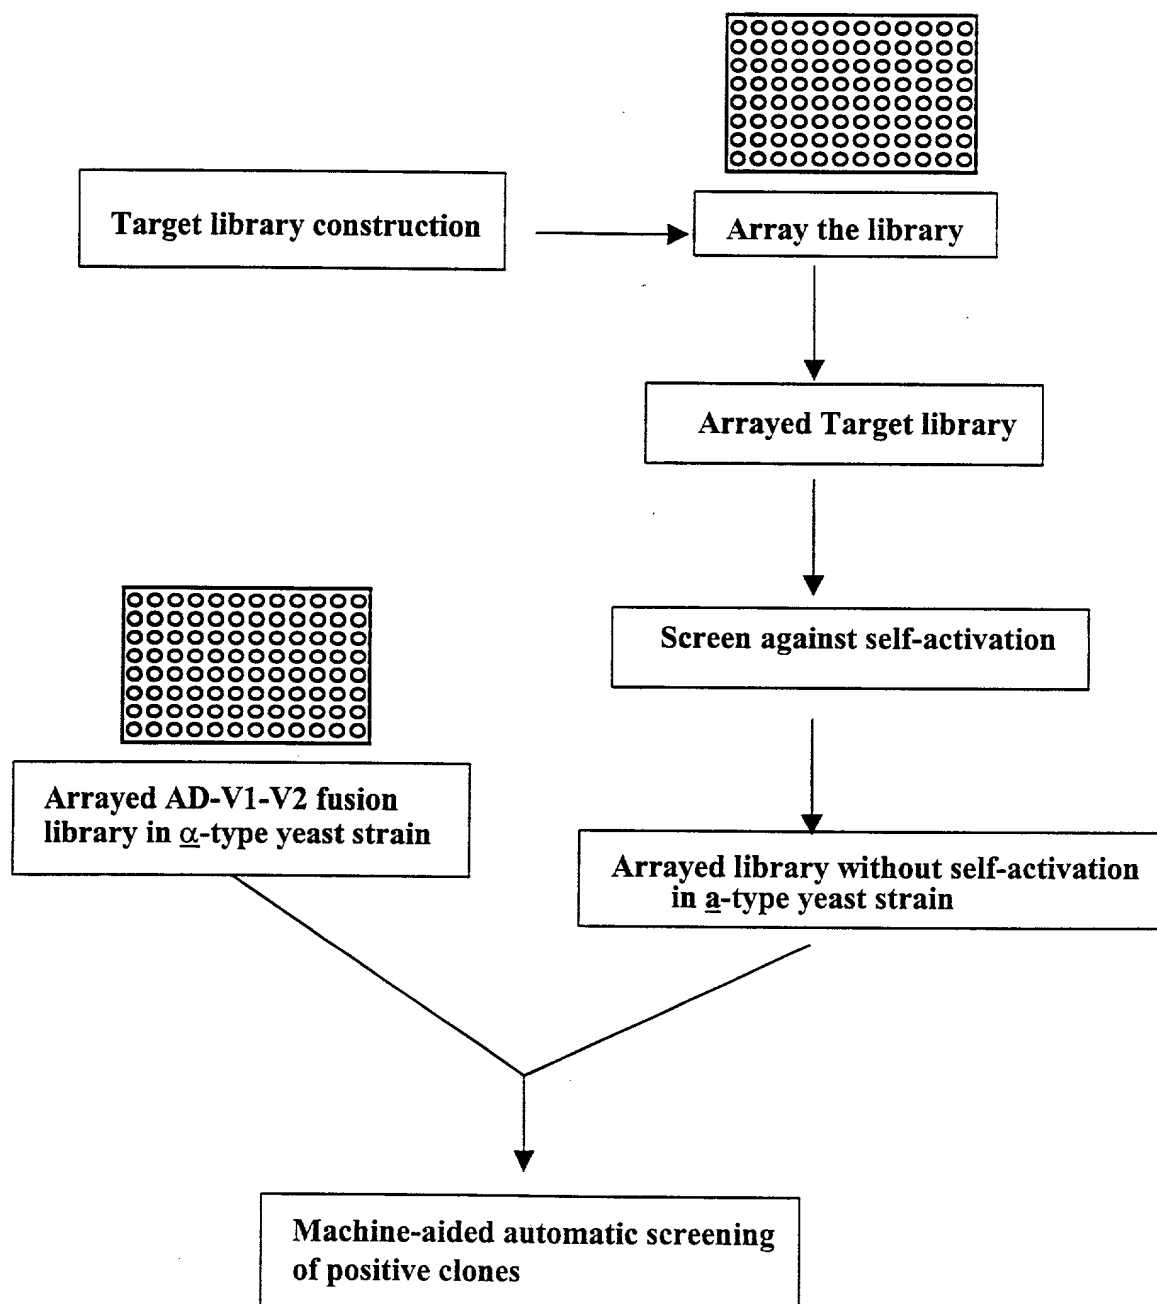 Target library construction
Array the library
Arrayed Target library
Screen against self-activation
Arrayed AD-V1-V2 fusion
library in α-type yeast strain
Arrayed library without self-activation
in a-type yeast strain
Machine-aided automatic screening
of positive clones